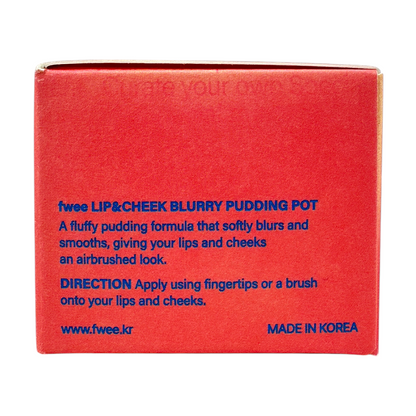 Curate your own
fwee LIP&CHEEK BLURRY PUDDING POT
A fluffy pudding formula that softly blurs and
smooths, giving your lips and cheeks
an airbrushed look.
DIRECTION Apply using fingertips or a brush
onto your lips and cheeks.
www.fwee.kr
MADE IN KOREA